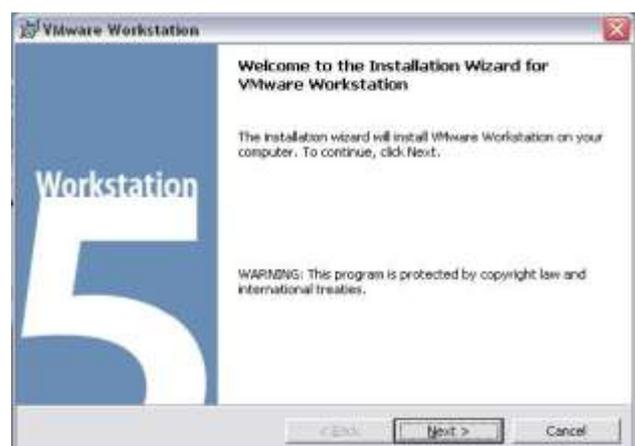 VMware Workstation
Welcome to the Installation Wizard for
VMware Workstation
The installation wizard will install VMware Workstation on your
computer. To continue, click Next.
Workstation
5
WARNING: This program is protected by copyright law and
international treaties.
< Back
Next >
Cancel